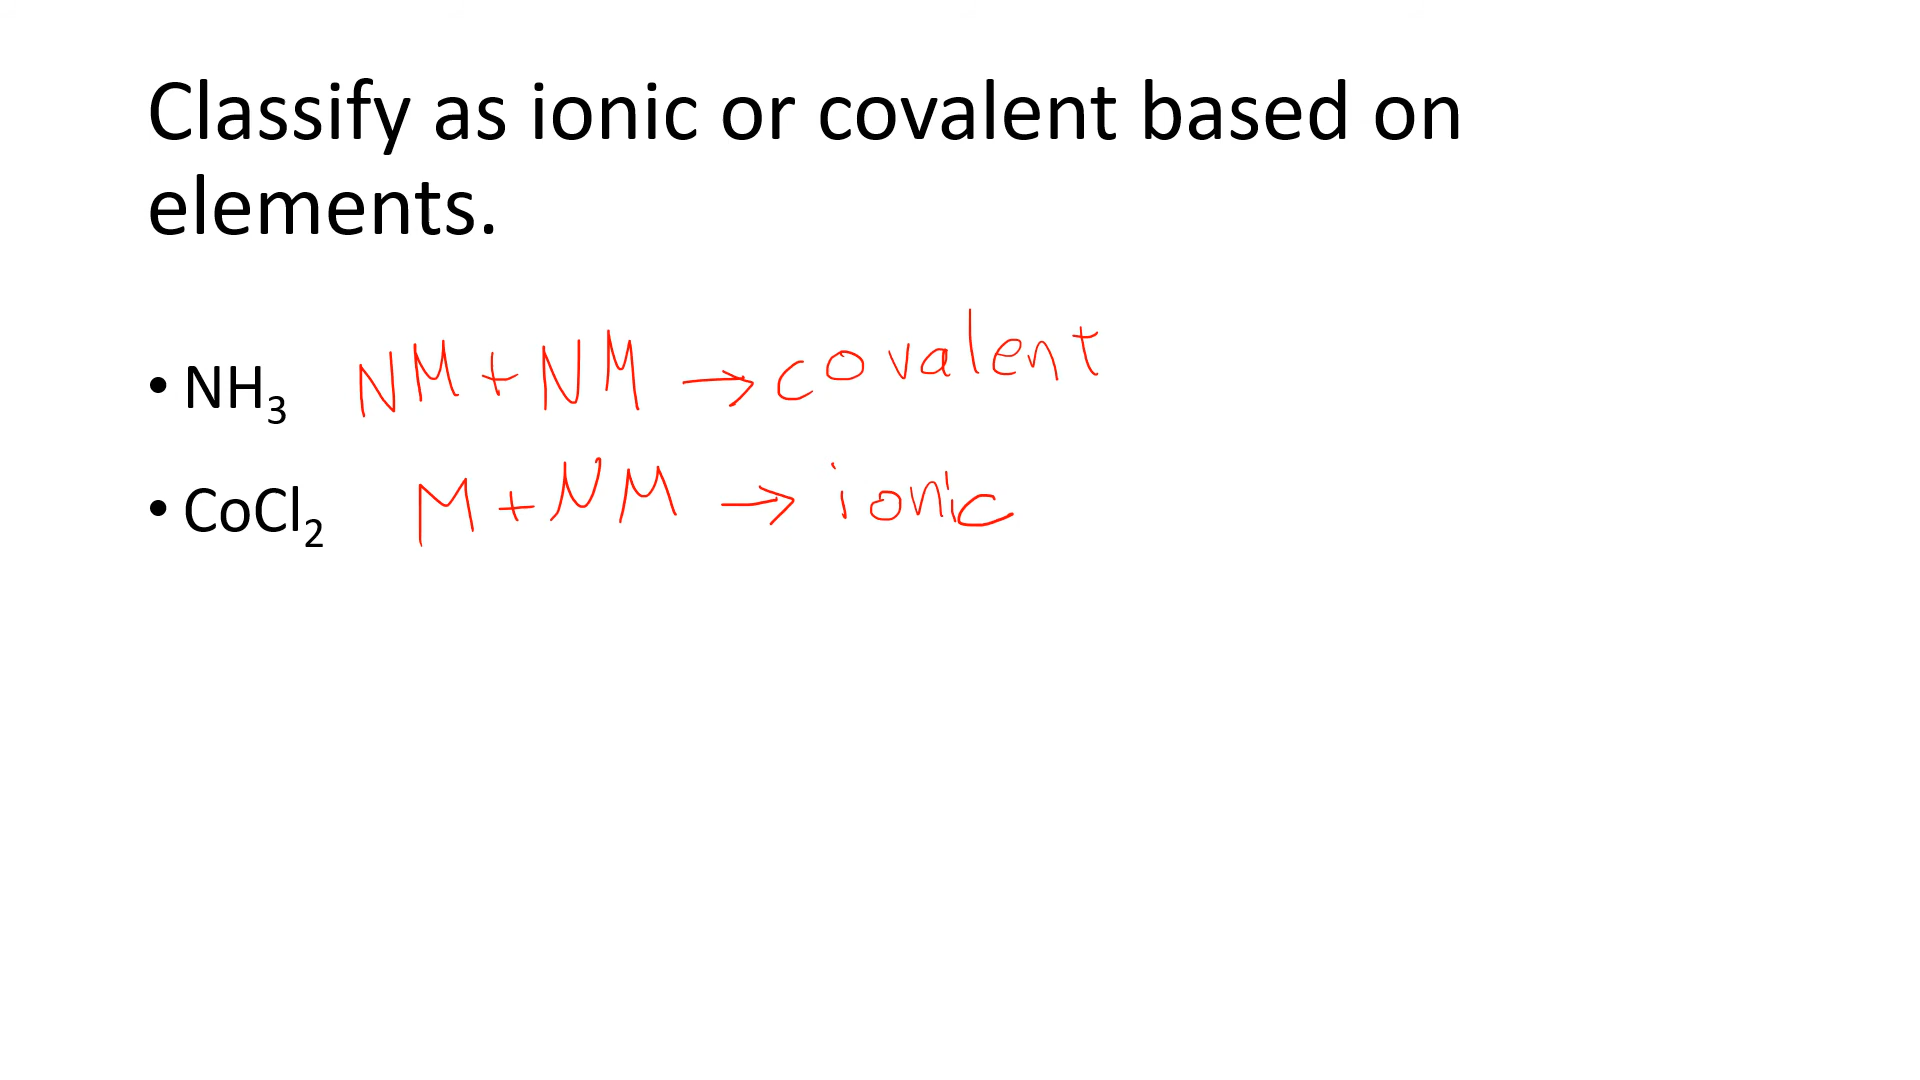 Classify as ionic or covalent based on
elements.
• NH₃ NM + NM → covalent
• CoCl₂ M + NM → ionic